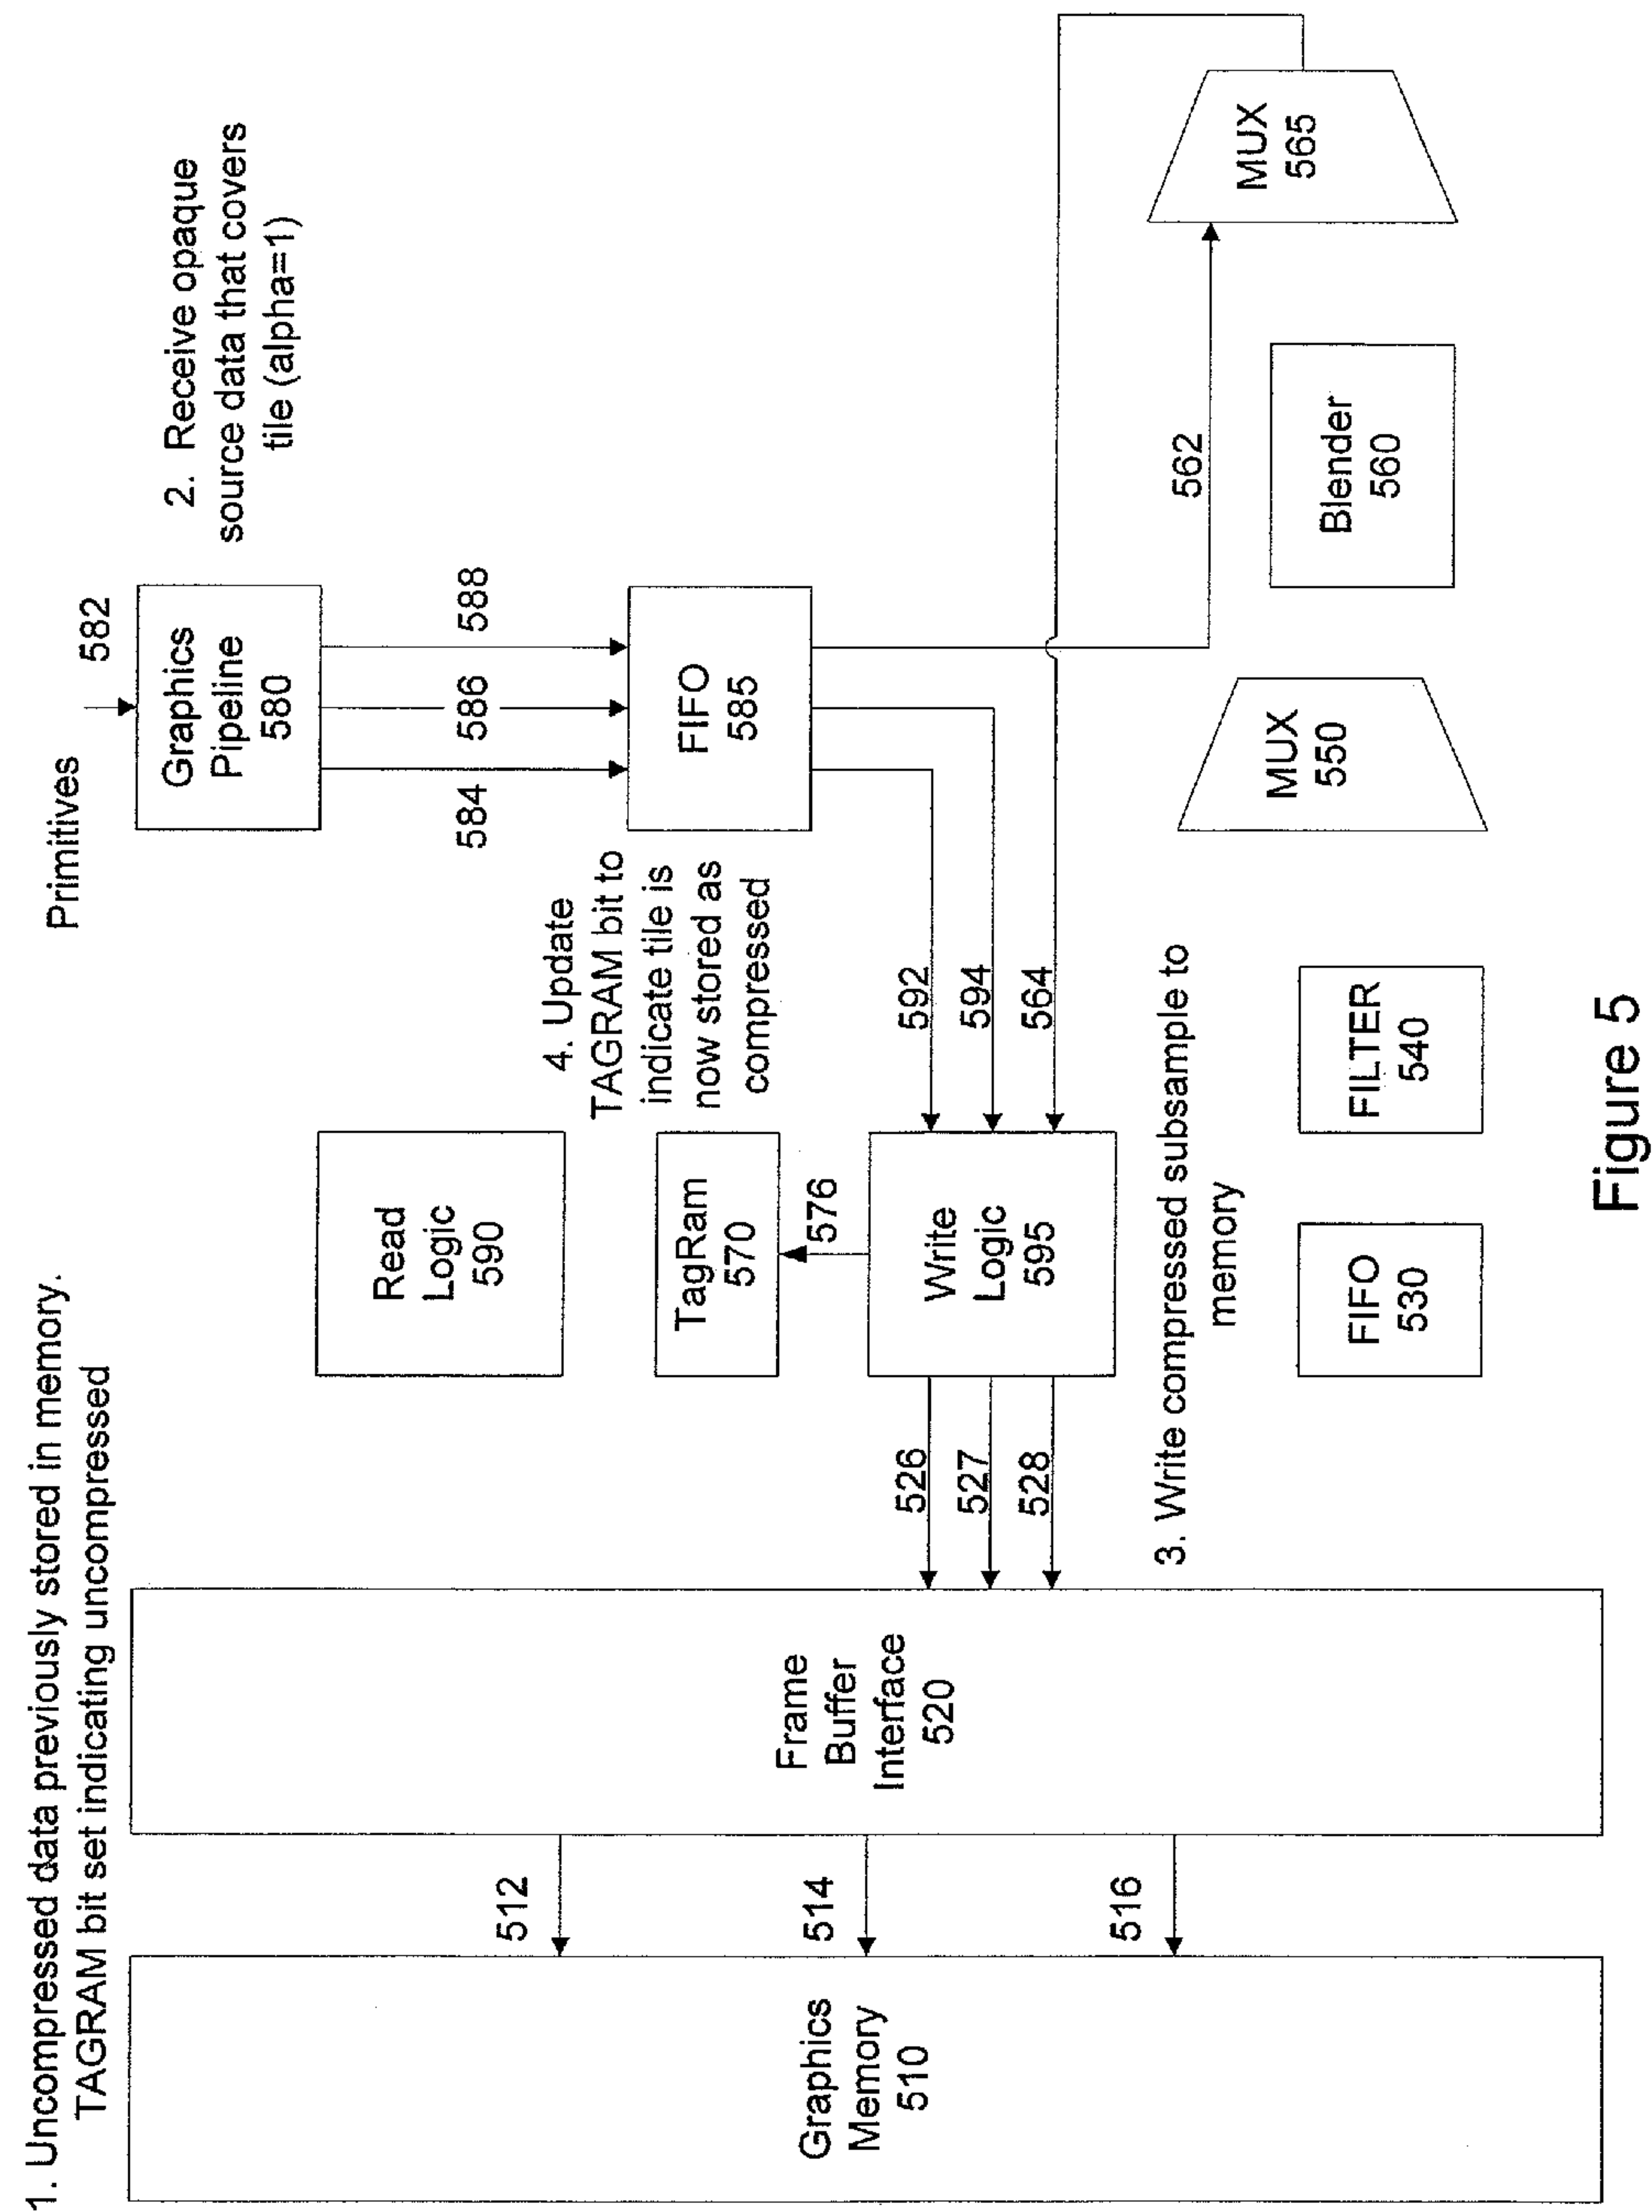 1. Uncompressed data previously stored in memory.
TAGRAM bit set indicating uncompressed
Primitives
582
2. Receive opaque
source data that covers
tile (alpha=1)
Graphics
Pipeline
580
584
586
588
FIFO
585
4. Update
TAGRAM bit to
indicate tile is
now stored as
compressed
Read
Logic
590
TagRam
570
576
Write
Logic
595
592
594
564
526
527
528
Frame
Buffer
Interface
520
512
514
516
Graphics
Memory
510
3. Write compressed subsample to
memory
562
MUX
565
FIFO
530
FILTER
540
MUX
550
Blender
560
Figure 5